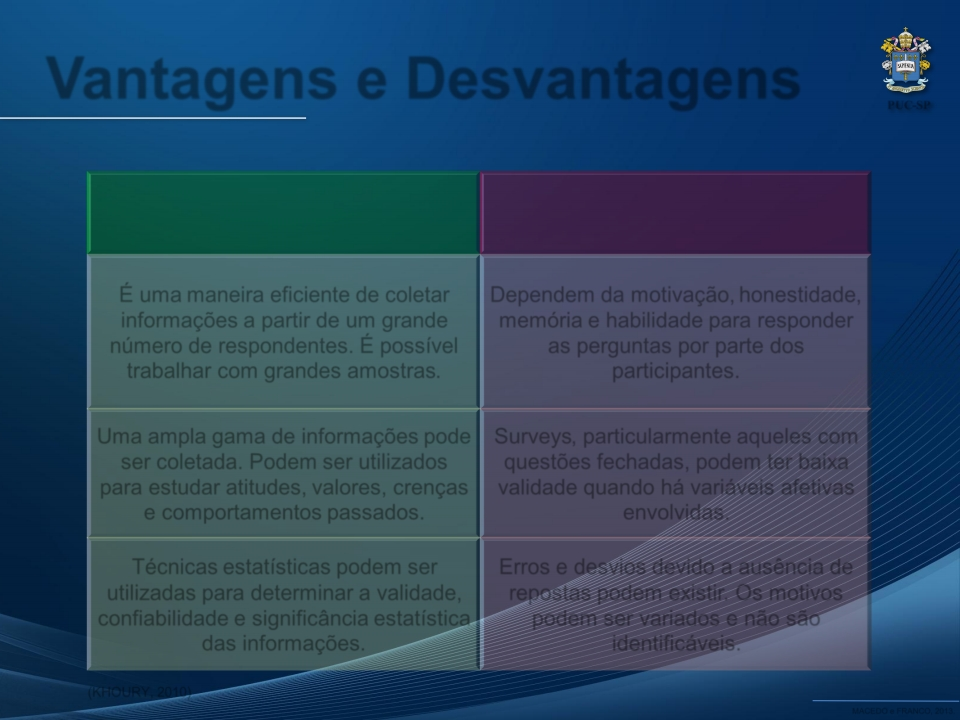 Vantagens e Desvantagens
SAPIENTIA
PUC-SP
É uma maneira eficiente de coletar
informações a partir de um grande
número de respondentes. É possível
trabalhar com grandes amostras.
Dependem da motivação, honestidade,
memória e habilidade para responder
as perguntas por parte dos
participantes.
Uma ampla gama de informações pode
ser coletada. Podem ser utilizados
para estudar atitudes, valores, crenças
e comportamentos passados.
Surveys, particularmente aqueles com
questões fechadas, podem ter baixa
validade quando há variáveis afetivas
envolvidas.
Técnicas estatísticas podem ser
utilizadas para determinar a validade,
confiabilidade e significância estatística
das informações.
Erros e desvios devido a ausência de
repostas podem existir. Os motivos
podem ser variados e não são
identificáveis.
(KHOURY, 2010)